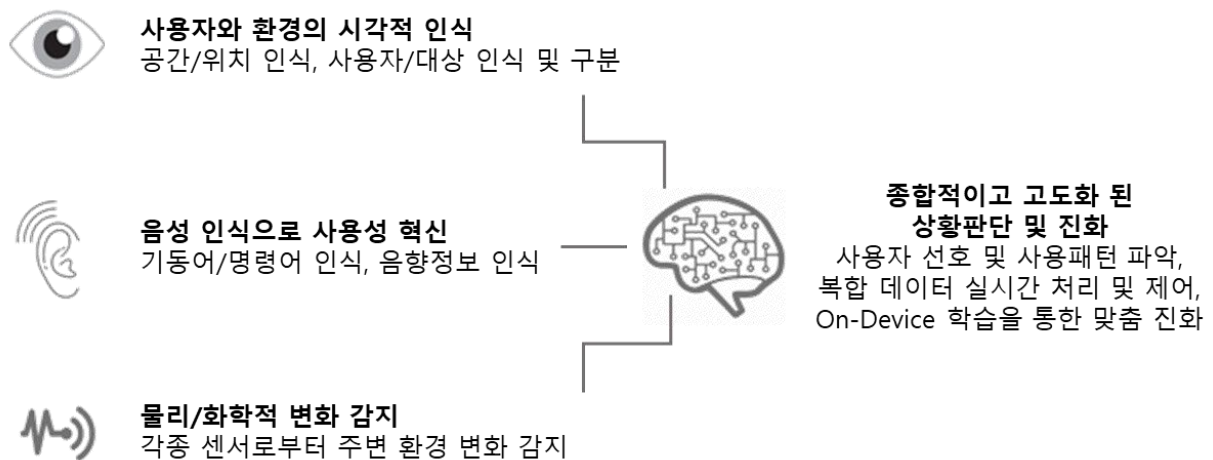 사용자와 환경의 시각적 인식
공간/위치 인식, 사용자/대상 인식 및 구분
음성 인식으로 사용성 혁신
기동어/명령어 인식, 음향정보 인식
물리/화학적 변화 감지
각종 센서로부터 주변 환경 변화 감지
종합적이고 고도화 된
상황판단 및 진화
사용자 선호 및 사용패턴 파악,
복합 데이터 실시간 처리 및 제어,
On-Device 학습을 통한 맞춤 진화